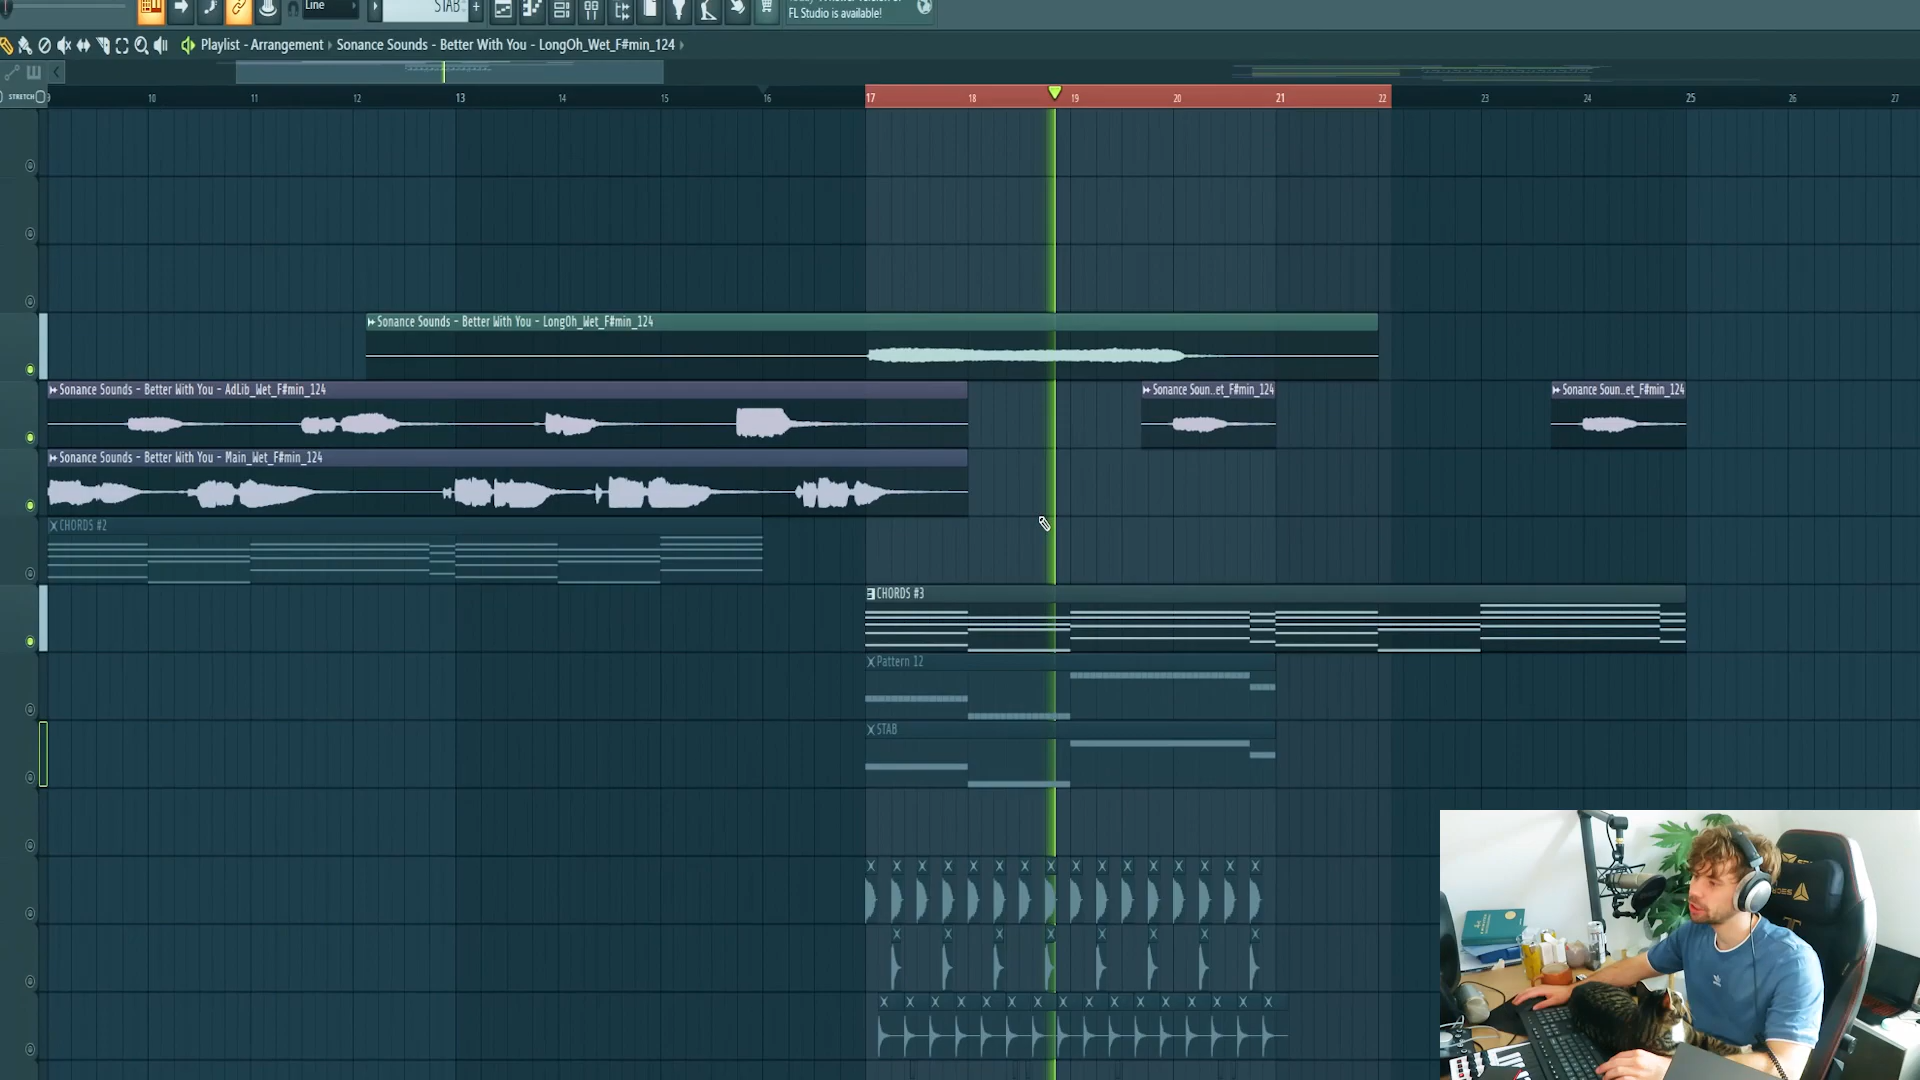 Line
STAB
FL Studio is available!
Playlist - Arrangement › Sonance Sounds - Better With You - LongOh_Wet_F#min_124 ›
STRETCH
9 10 11 12 13 14 15 16 17 18 19 20 21 22 23 24 25 26 27
Sonance Sounds - Better With You - LongOh_Wet_F#min_124
Sonance Sounds - Better With You - AdLib_Wet_F#min_124
Sonance Soun..et_F#min_124
Sonance Soun..et_F#min_124
Sonance Sounds - Better With You - Main_Wet_F#min_124
CHORDS #2
CHORDS #3
Pattern 12
STAB